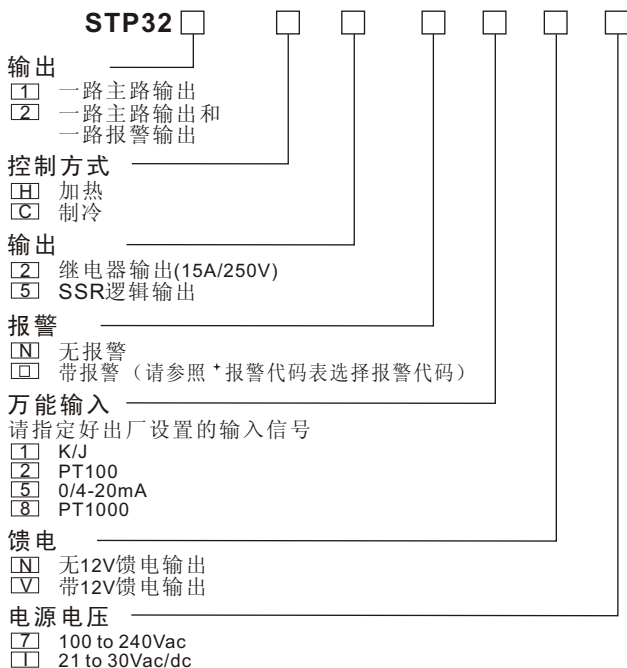 STP32 □ □ □ □ □ □ □
输出
1 一路主路输出
2 一路主路输出和
一路报警输出
控制方式
H 加热
C 制冷
输出
2 继电器输出(15A/250V)
5 SSR逻辑输出
报警
N 无报警
□ 带报警（请参照＋报警代码表选择报警代码）
万能输入
请指定好出厂设置的输入信号
1 K/J
2 PT100
5 0/4-20mA
8 PT1000
馈电
N 无12V馈电输出
V 带12V馈电输出
电源电压
7 100 to 240Vac
I 21 to 30Vac/dc